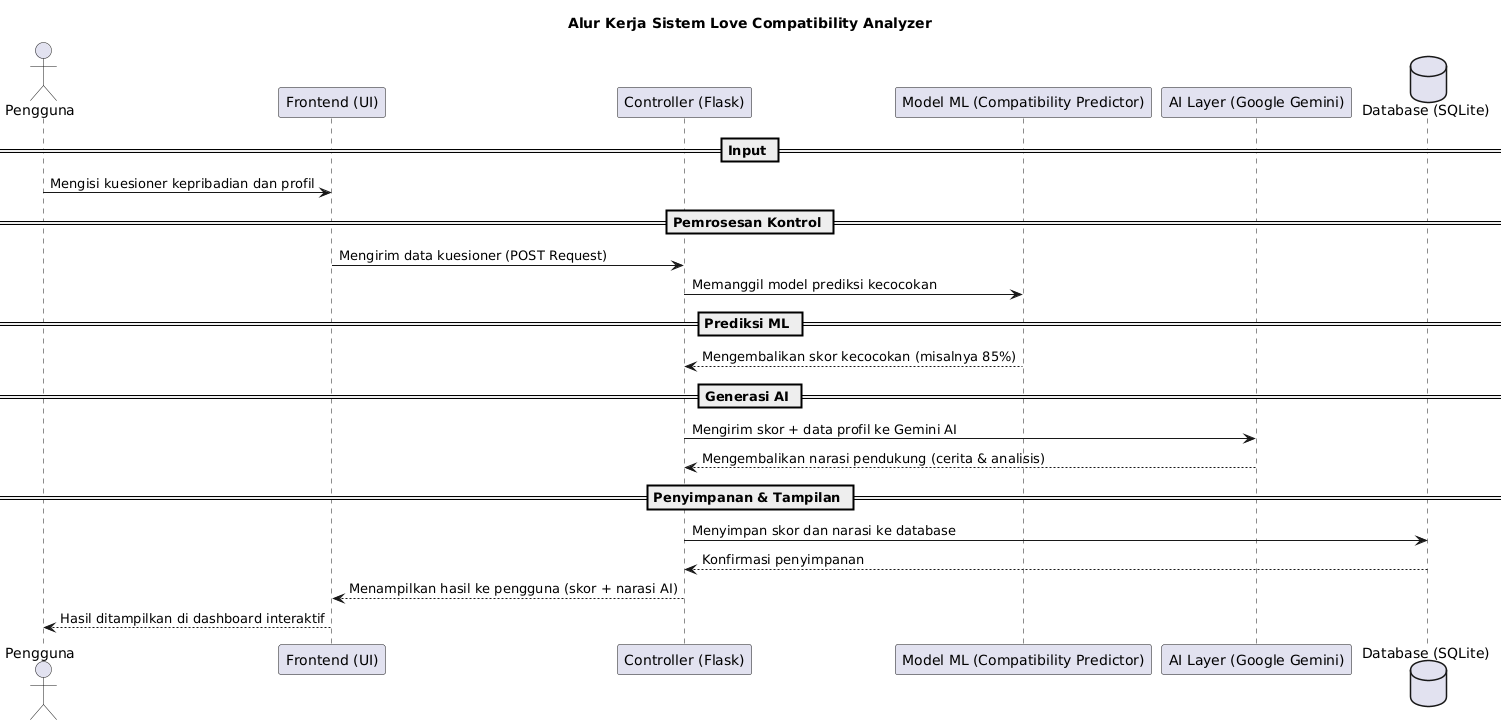 Alur Kerja Sistem Love Compatibility Analyzer
Pengguna
Frontend (UI)
Controller (Flask)
Model ML (Compatibility Predictor)
AI Layer (Google Gemini)
Database (SQLite)
Input
Mengisi kuesioner kepribadian dan profil
Pemrosesan Kontrol
Mengirim data kuesioner (POST Request)
Memanggil model prediksi kecocokan
Prediksi ML
Mengembalikan skor kecocokan (misalnya 85%)
Generasi AI
Mengirim skor + data profil ke Gemini AI
Mengembalikan narasi pendukung (cerita & analisis)
Penyimpanan & Tampilan
Menyimpan skor dan narasi ke database
Konfirmasi penyimpanan
Menampilkan hasil ke pengguna (skor + narasi AI)
Hasil ditampilkan di dashboard interaktif
Pengguna
Frontend (UI)
Controller (Flask)
Model ML (Compatibility Predictor)
AI Layer (Google Gemini)
Database (SQLite)